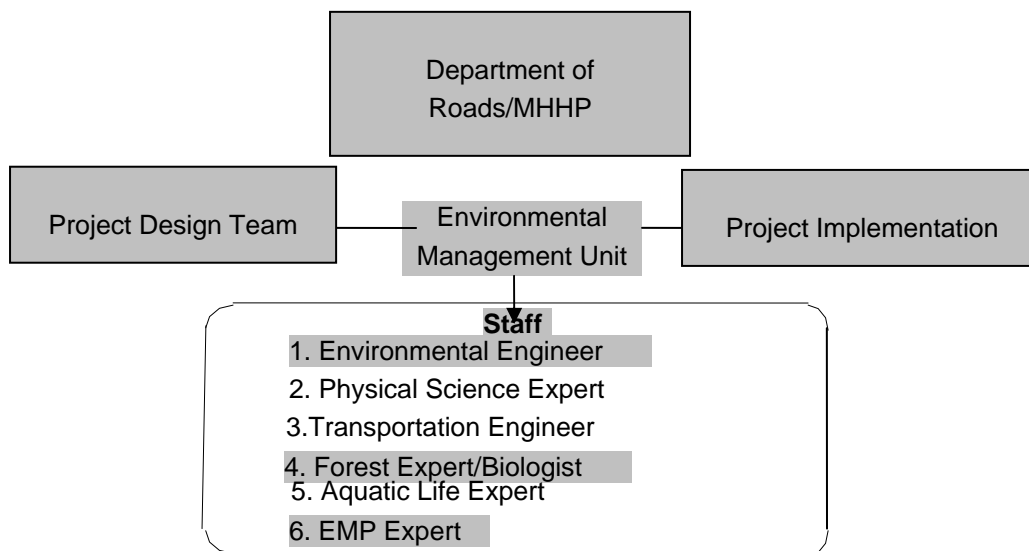 Department of
Roads/MHHP
Project Design Team
Environmental
Management Unit
Project Implementation
Staff
1. Environmental Engineer
2. Physical Science Expert
3.Transportation Engineer
4. Forest Expert/Biologist
5. Aquatic Life Expert
6. EMP Expert